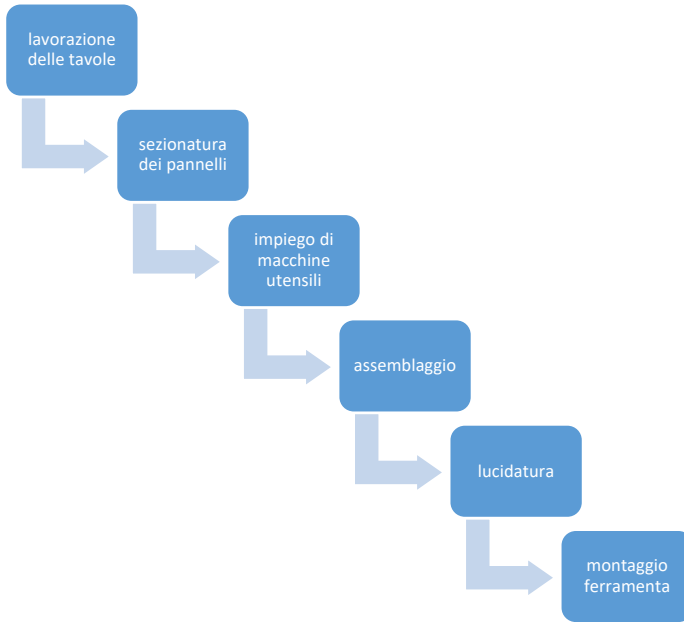 lavorazione
delle tavole
sezionatura
dei pannelli
impiego di
macchine
utensili
assemblaggio
lucidatura
montaggio
ferramenta